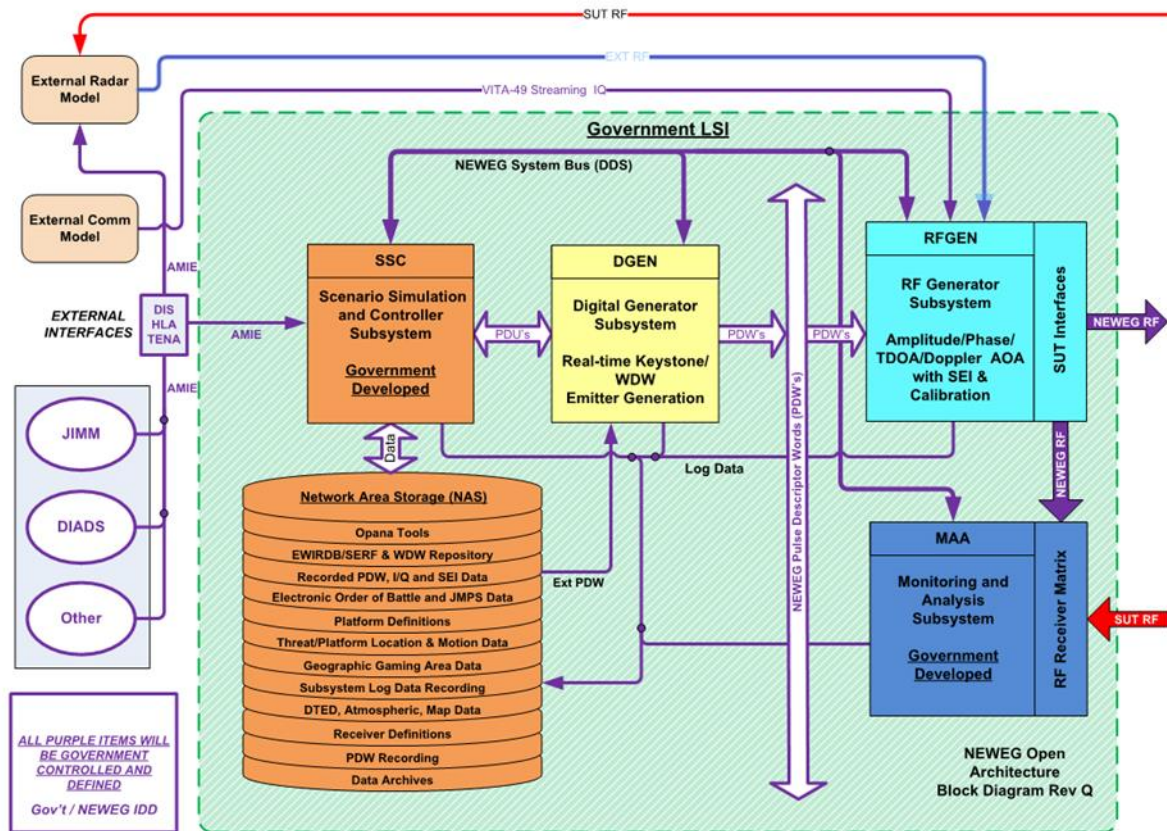 SUT RF
External Radar
Model
EXT RF
VITA-49 Streaming IQ
Government LSI
NEWEG System Bus (DDS)
External Comm
Model
AMIE
EXTERNAL
INTERFACES
DIS
HLA
TENA
AMIE
AMIE
JIMM
DIADS
Other
SSC
Scenario Simulation
and Controller
Subsystem
Government
Developed
PDU's
DGEN
Digital Generator
Subsystem
Real-time Keystone/
WDW
Emitter Generation
PDW's
PDW's
NEWEG Pulse Descriptor Words (PDW's)
RFGEN
RF Generator
Subsystem
Amplitude/Phase/
TDOA/Doppler AOA
with SEI &
Calibration
SUT Interfaces
NEWEG RF
NEWEG RF
Data
Log Data
Ext PDW
Network Area Storage (NAS)
Opana Tools
EWIRDB/SERF & WDW Repository
Recorded PDW, I/Q and SEI Data
Electronic Order of Battle and JMPS Data
Platform Definitions
Threat/Platform Location & Motion Data
Geographic Gaming Area Data
Subsystem Log Data Recording
DTED, Atmospheric, Map Data
Receiver Definitions
PDW Recording
Data Archives
MAA
Monitoring and
Analysis
Subsystem
Government
Developed
RF Receiver Matrix
SUT RF
ALL PURPLE ITEMS WILL
BE GOVERNMENT
CONTROLLED AND
DEFINED
Gov't / NEWEG IDD
NEWEG Open
Architecture
Block Diagram Rev Q